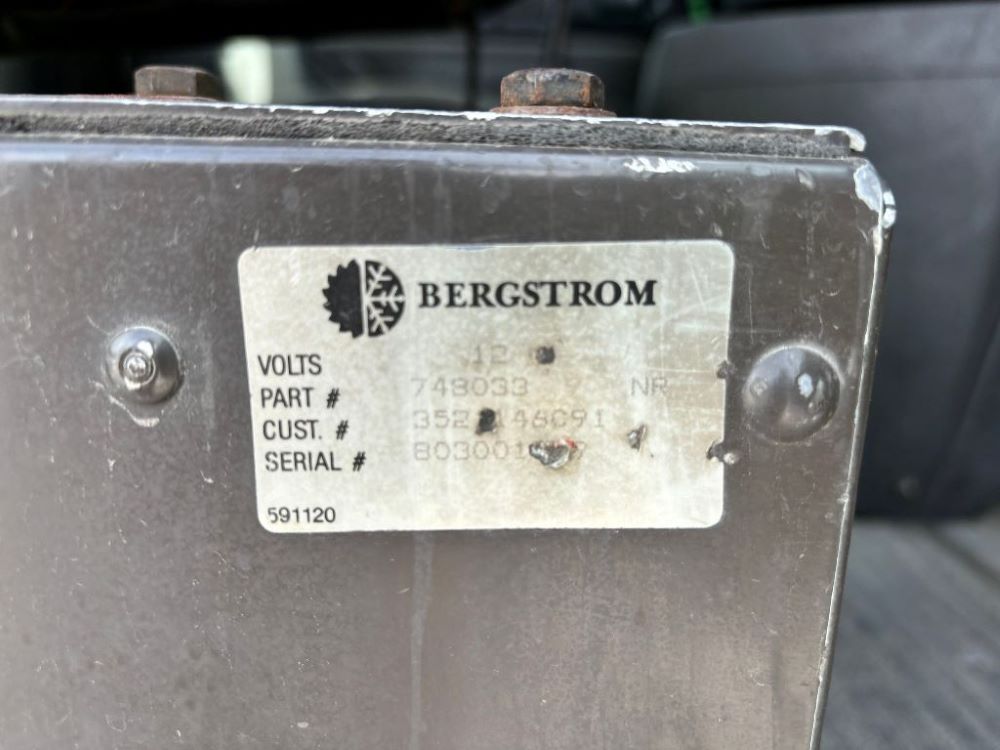 BERGSTROM
VOLTS 12
PART # 748033 NR
CUST. #
SERIAL #
591120